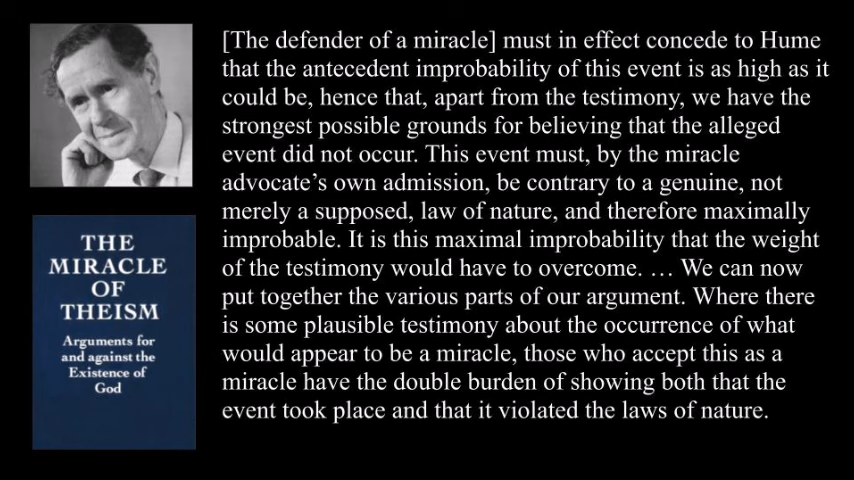 [The defender of a miracle] must in effect concede to Hume
that the antecedent improbability of this event is as high as it
could be, hence that, apart from the testimony, we have the
strongest possible grounds for believing that the alleged
event did not occur. This event must, by the miracle
advocate’s own admission, be contrary to a genuine, not
merely a supposed, law of nature, and therefore maximally
improbable. It is this maximal improbability that the weight
of the testimony would have to overcome. … We can now
put together the various parts of our argument. Where there
is some plausible testimony about the occurrence of what
would appear to be a miracle, those who accept this as a
miracle have the double burden of showing both that the
event took place and that it violated the laws of nature.
THE
MIRACLE
OF
THEISM
Arguments for
and against the
Existence of
God